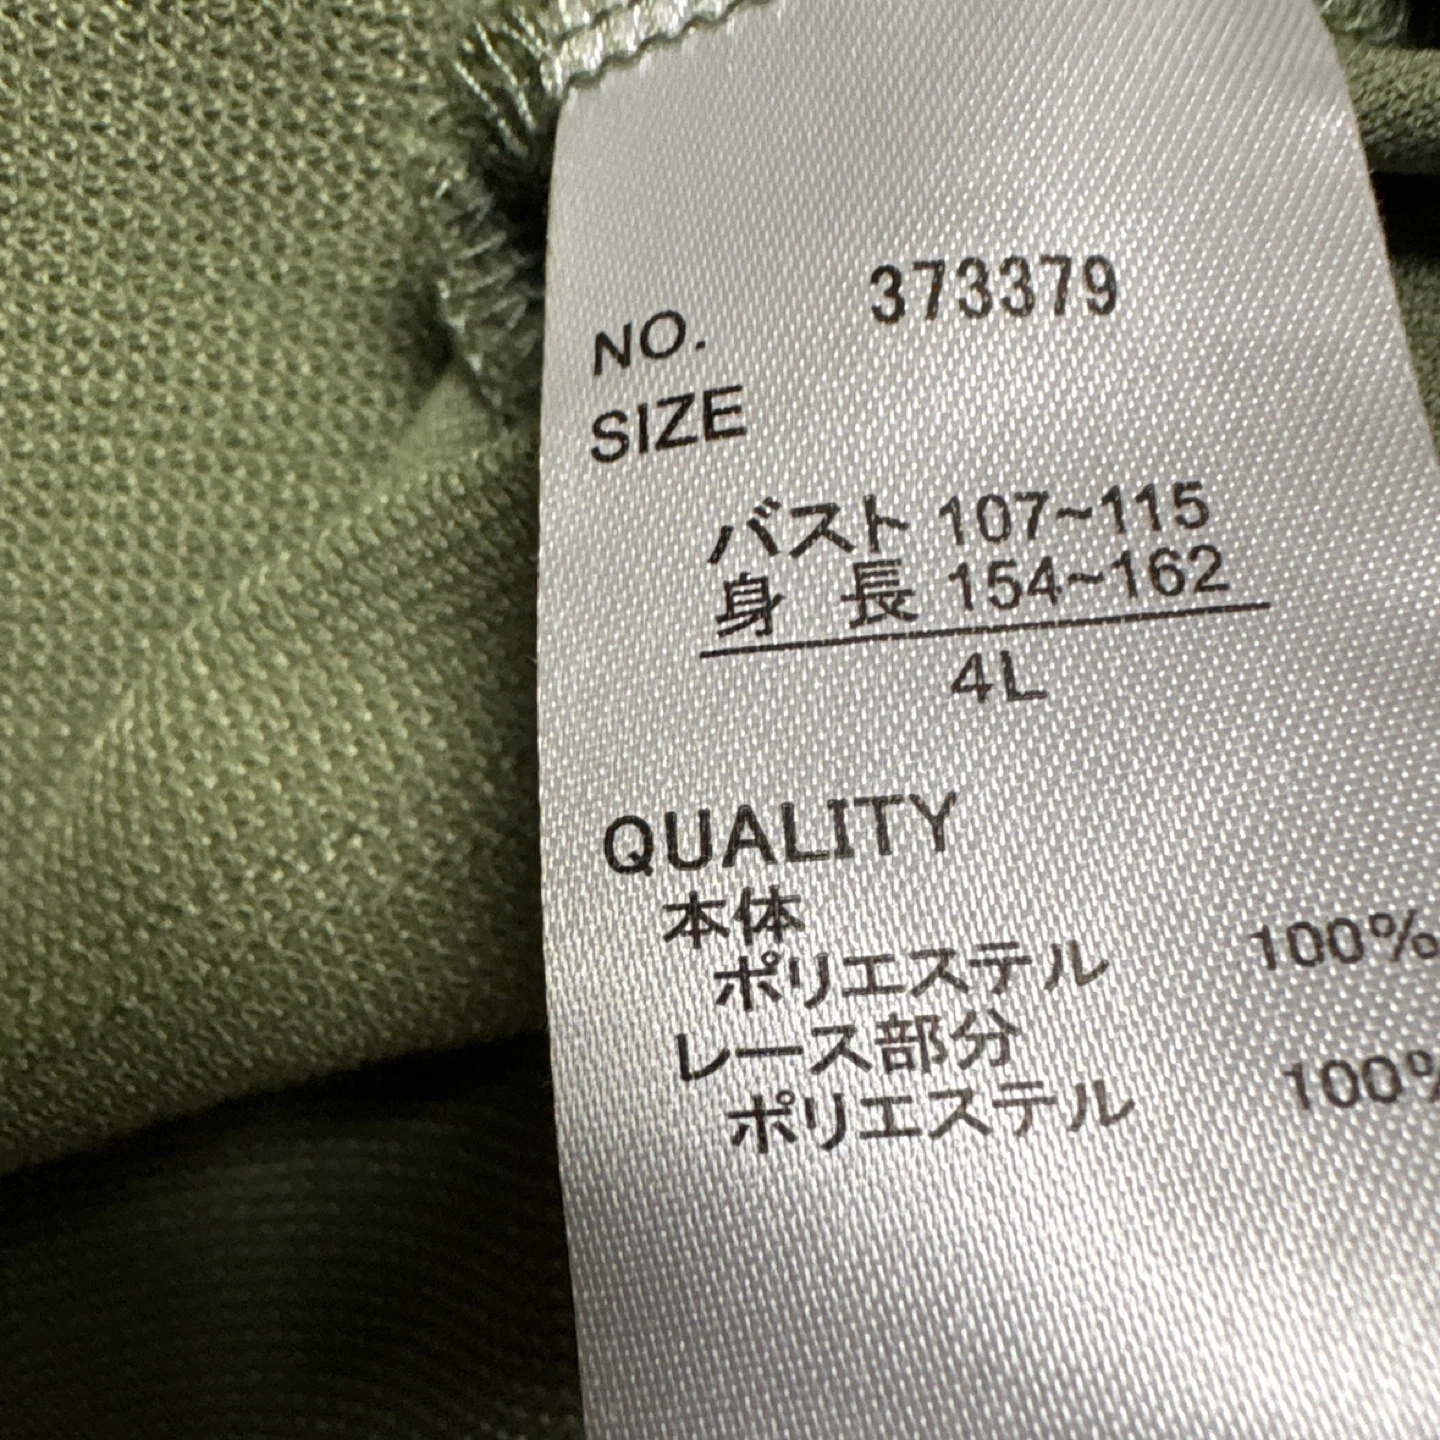 NO. 373379
SIZE
バスト 107~115
身 長 154~162
4L
QUALITY
本体
ポリエステル 100%
レース部分
ポリエステル 100%